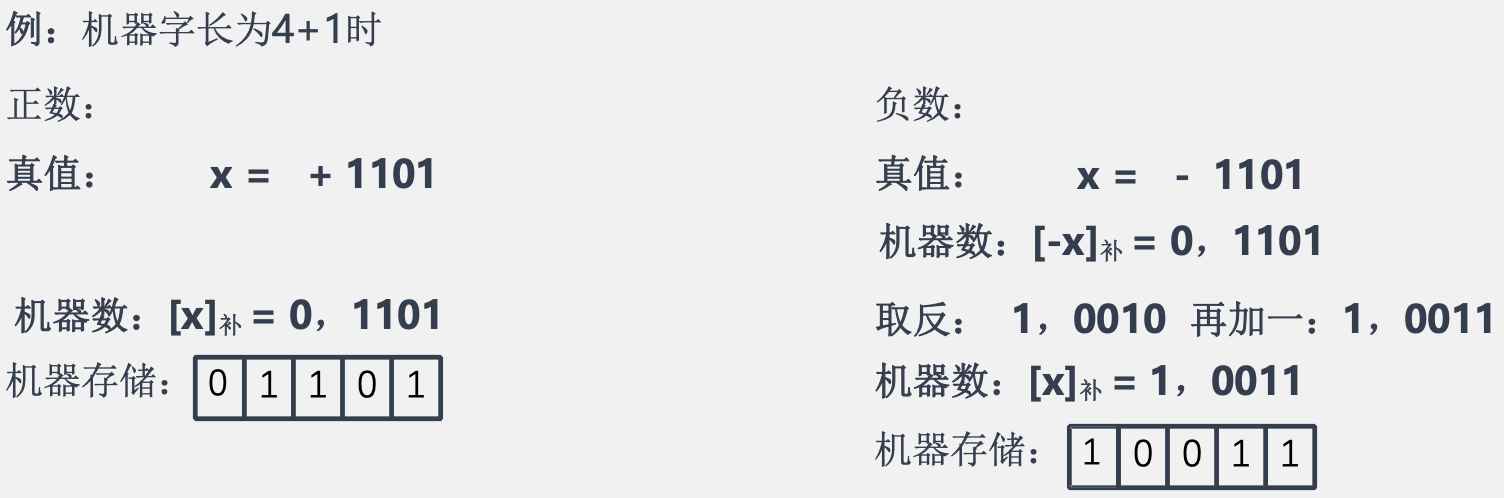 例：机器字长为4+1时
正数：
真值： x = + 1101
机器数：[x]补 = 0，1101
机器存储：0 1 1 0 1
负数：
真值： x = - 1101
机器数：[-x]补 = 0，1101
取反： 1，0010 再加一：1，0011
机器数：[x]补 = 1，0011
机器存储：1 0 0 1 1